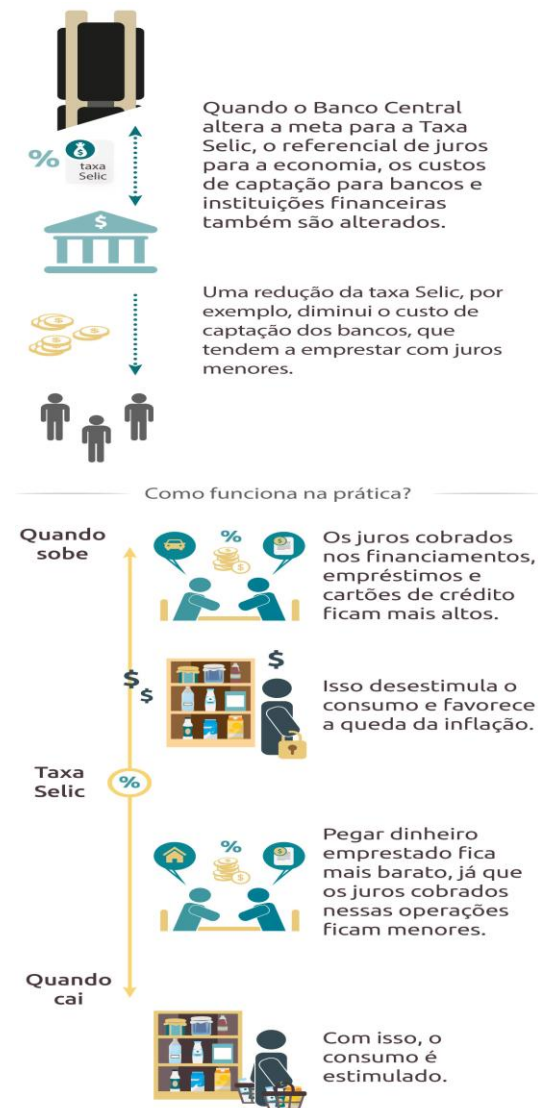 Quando o Banco Central
altera a meta para a Taxa
Selic, o referencial de juros
para a economia, os custos
de captação para bancos e
instituições financeiras
também são alterados.
%
taxa
Selic
$
Uma redução da taxa Selic, por
exemplo, diminui o custo de
captação dos bancos, que
tendem a emprestar com juros
menores.
Como funciona na prática?
Quando
sobe
%
Os juros cobrados
nos financiamentos,
empréstimos e
cartões de crédito
ficam mais altos.
$
$
$
Isso desestimula o
consumo e favorece
a queda da inflação.
Taxa
Selic
%
%
Pegar dinheiro
emprestado fica
mais barato, já que
os juros cobrados
nessas operações
ficam menores.
Quando
cai
Com isso, o
consumo é
estimulado.